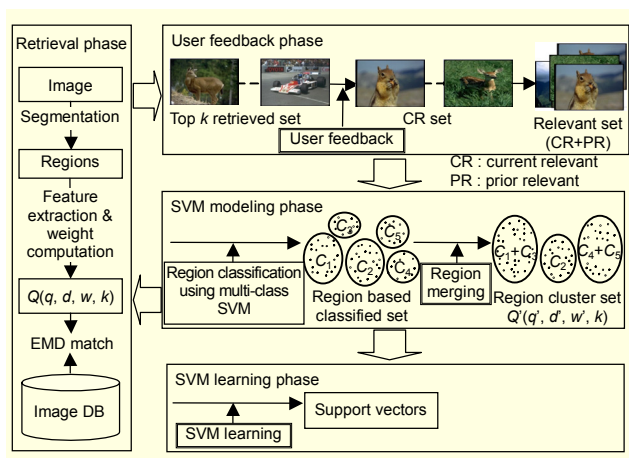 Retrieval phase
Image
Segmentation
Regions
Feature
extraction &
weight
computation
Q(q, d, w, k)
EMD match
Image DB
User feedback phase
Top k retrieved set
User feedback
CR set
Relevant set
(CR+PR)
CR : current relevant
PR : prior relevant
SVM modeling phase
Region classification
using multi-class
SVM
C1
C2
C3
C4
C5
Region based
classified set
Region
merging
C1+C3
C2
C4+C5
Region cluster set
Q'(q', d', w', k)
SVM learning phase
SVM learning
Support vectors